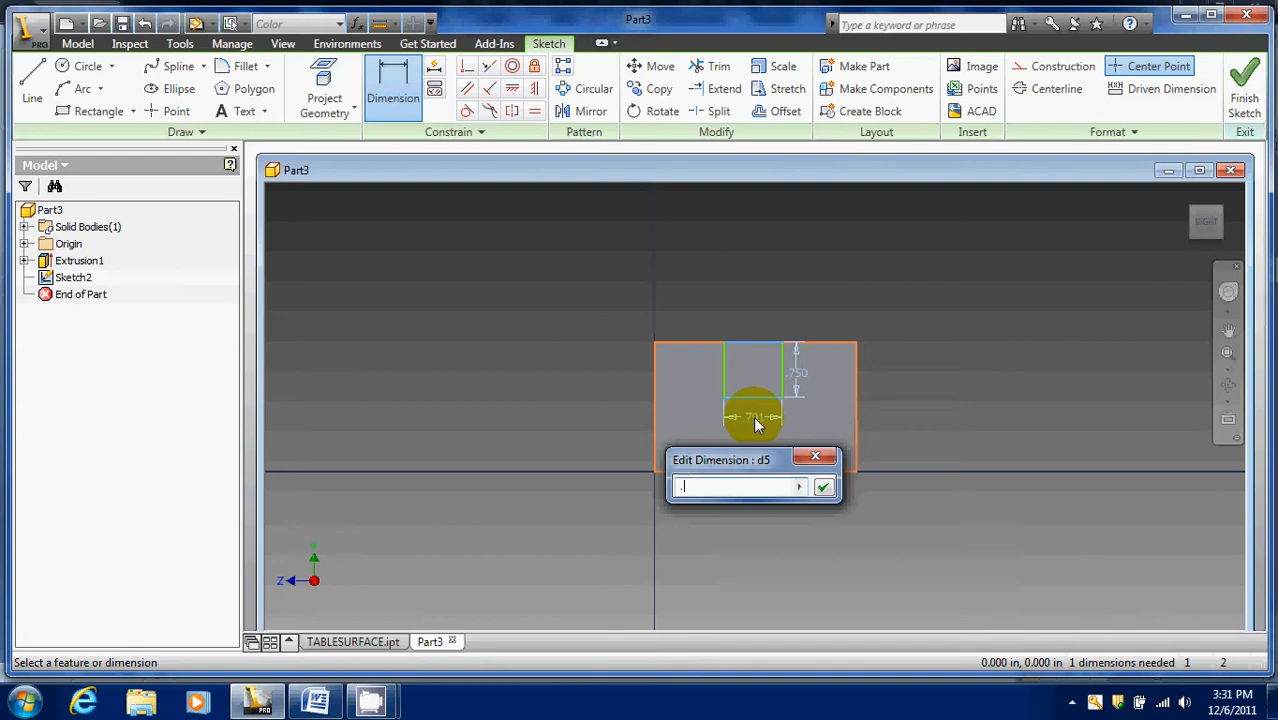 Color
Part3
Type a keyword or phrase
PRO
Model Inspect Tools Manage View Environments Get Started Add-Ins Sketch
Line
Circle
Arc
Rectangle
Spline
Ellipse
Point
Fillet
Polygon
Text
Project Geometry
Dimension
Circular
Mirror
Move
Copy
Rotate
Trim
Extend
Split
Scale
Stretch
Offset
Make Part
Make Components
Create Block
Image
Points
ACAD
Construction
Centerline
Center Point
Driven Dimension
Finish Sketch
Draw Constrain Pattern Modify Layout Insert Format Exit
Model
Part3
Solid Bodies(1)
Origin
Extrusion1
Sketch2
End of Part
Part3
RIGHT
.750
Edit Dimension : d5
.
Y
Z
TABLESURFACE.ipt Part3
Select a feature or dimension
0.000 in, 0.000 in 1 dimensions needed 1 2
PRO
3:31 PM
12/6/2011